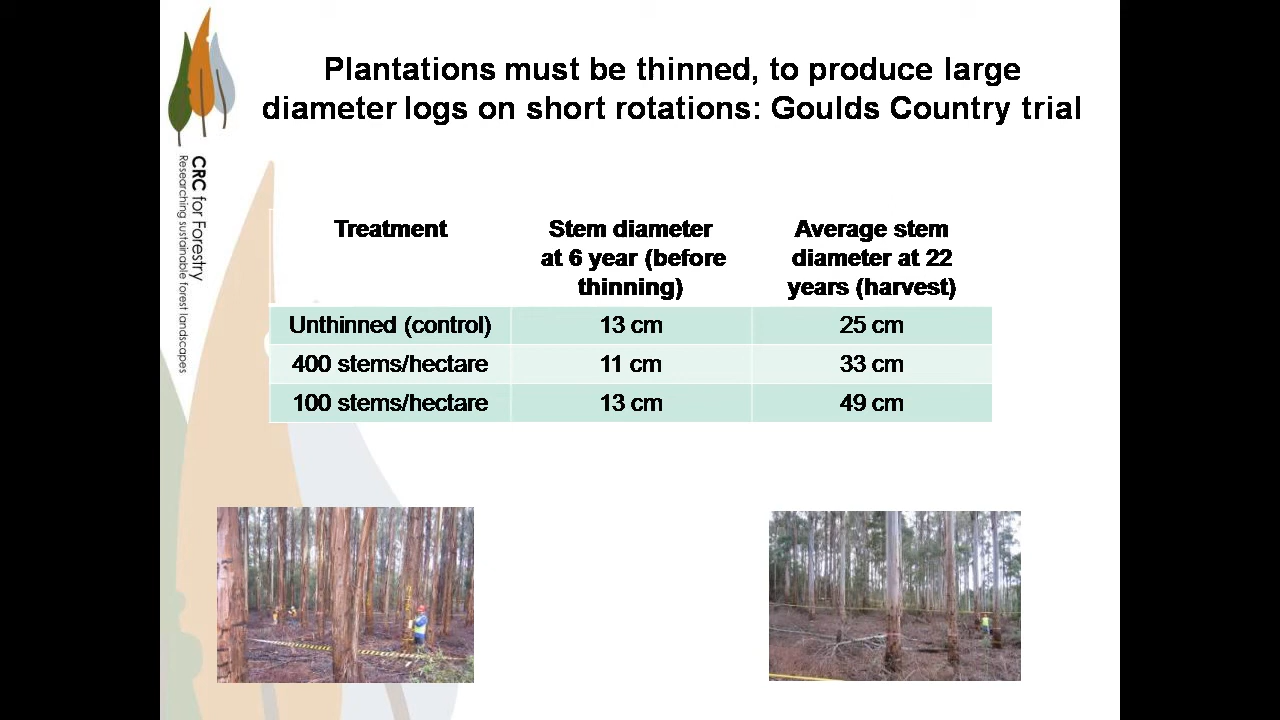 Plantations must be thinned, to produce large
diameter logs on short rotations: Goulds Country trial
CRC for Forestry
Researching sustainable forest landscapes
Treatment
Stem diameter
at 6 year (before
thinning)
Average stem
diameter at 22
years (harvest)
Unthinned (control) 13 cm 25 cm
400 stems/hectare 11 cm 33 cm
100 stems/hectare 13 cm 49 cm